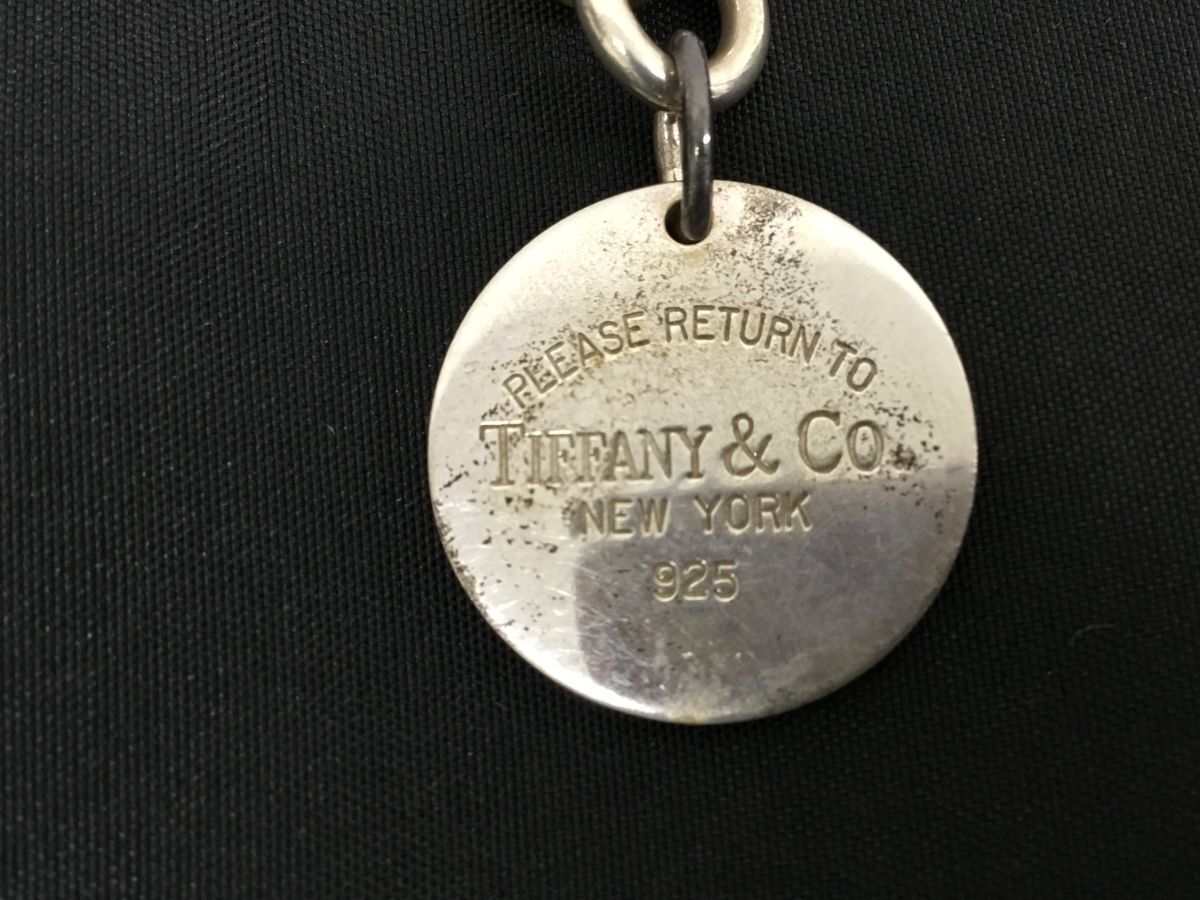 PLEASE RETURN TO
TIFFANY & CO.
NEW YORK
925